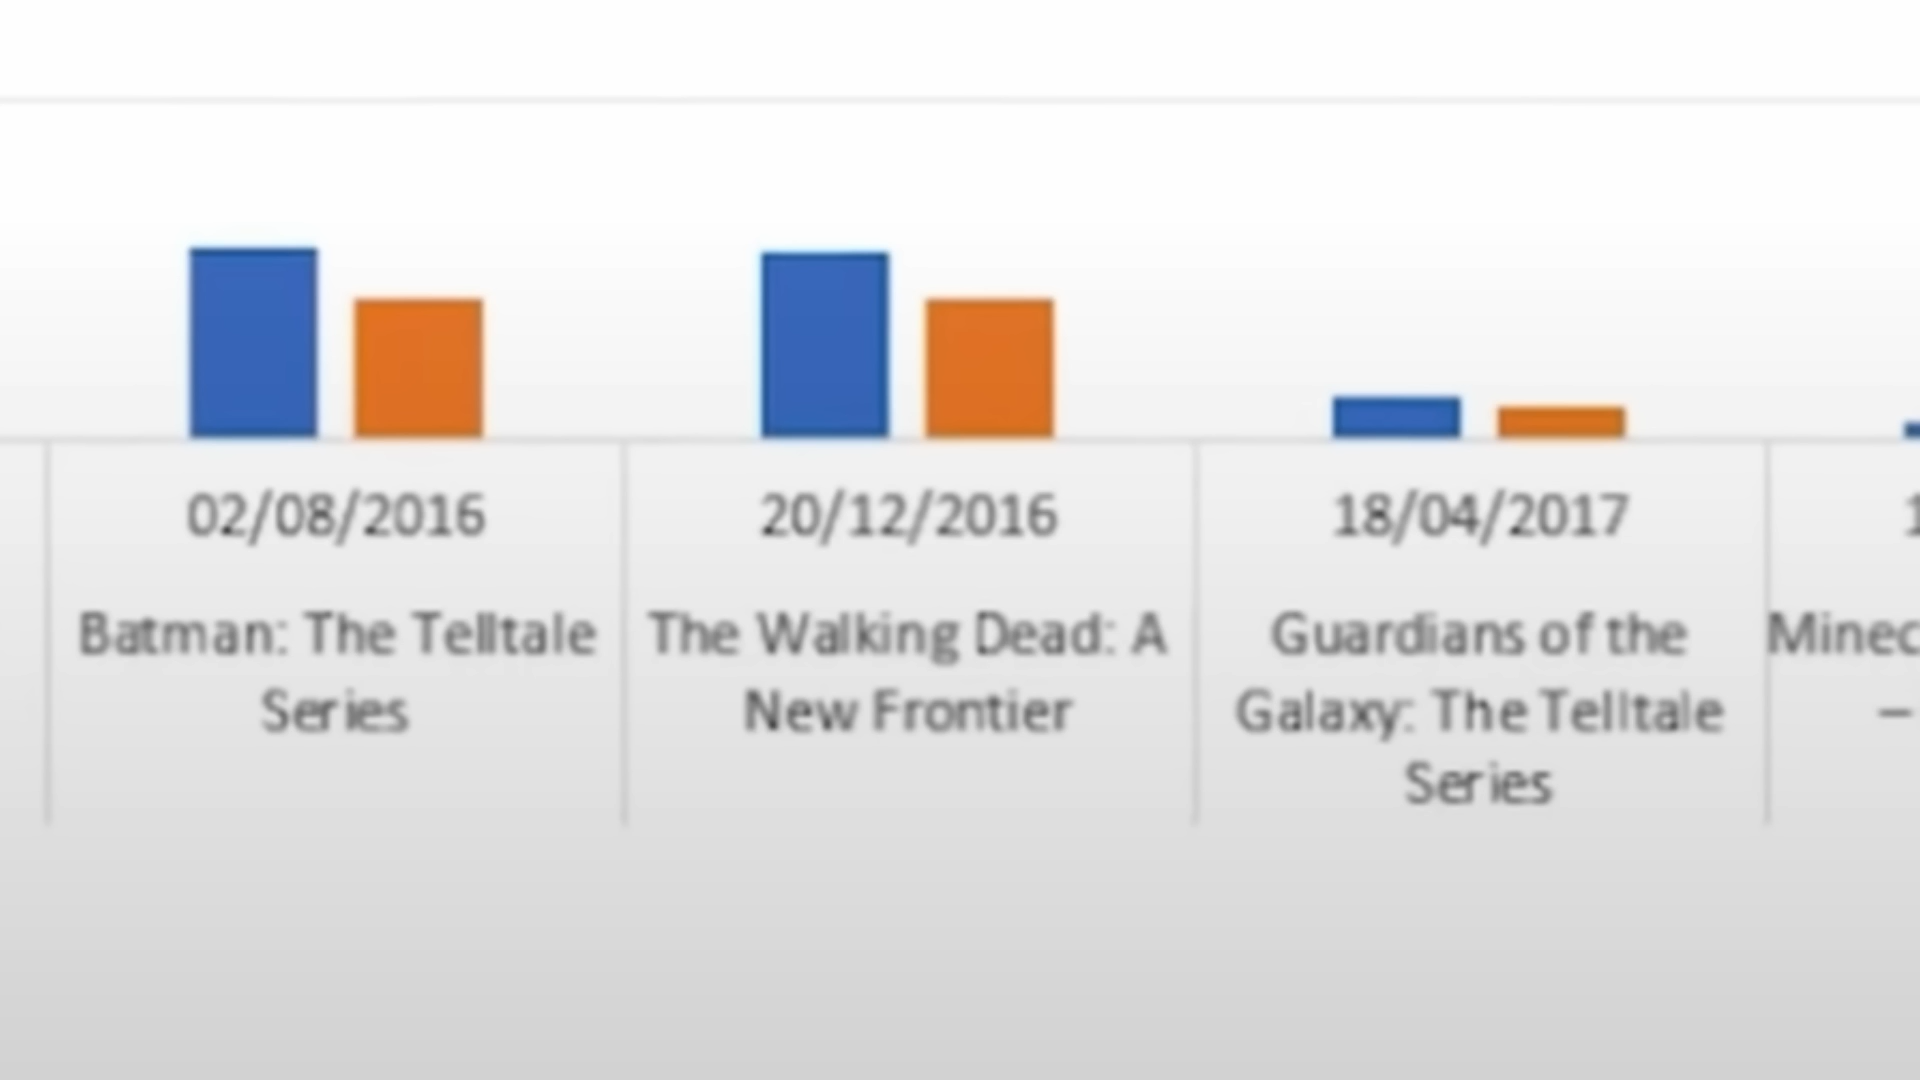 02/08/2016
20/12/2016
18/04/2017
1
Batman: The Telltale
Series
The Walking Dead: A
New Frontier
Guardians of the
Galaxy: The Telltale
Series
Minec
–